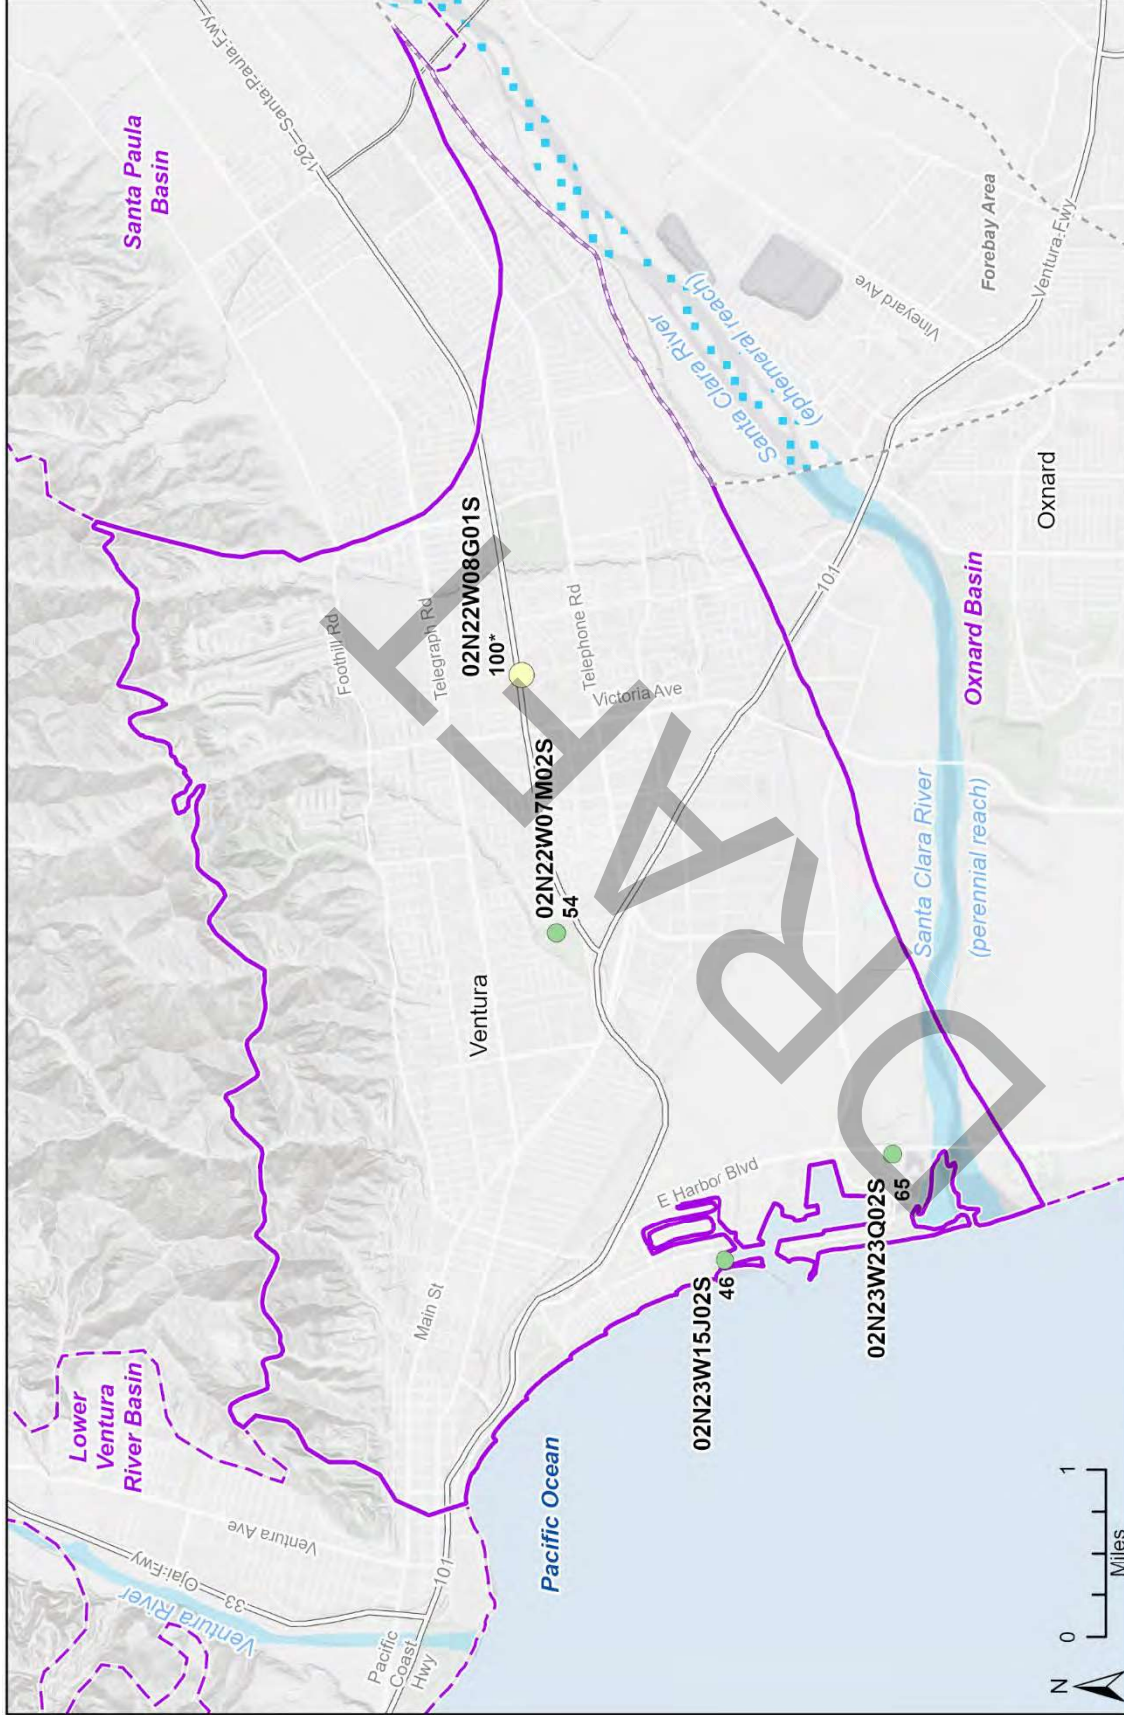 Santa Paula
Basin
126
Santa-Paula-Fwy
Lower
Ventura
River Basin
Ventura Ave
Ojai-Fwy
33
Ventura River
Pacific
Coast
Hwy
101
Main St
Foothill Rd
Telegraph Rd
Telephone Rd
Victoria Ave
02N22W08G01S
100*
02N22W07M02S
54
Ventura
E Harbor Blvd
02N23W15J02S
46
02N23W23Q02S
65
Pacific Ocean
Santa Clara River
(perennial reach)
Santa Clara River
(ephemeral reach)
Vineyard Ave
Forebay Area
Ventura-Fwy
101
Oxnard
Oxnard Basin
DRAFT
N
0
1
Miles